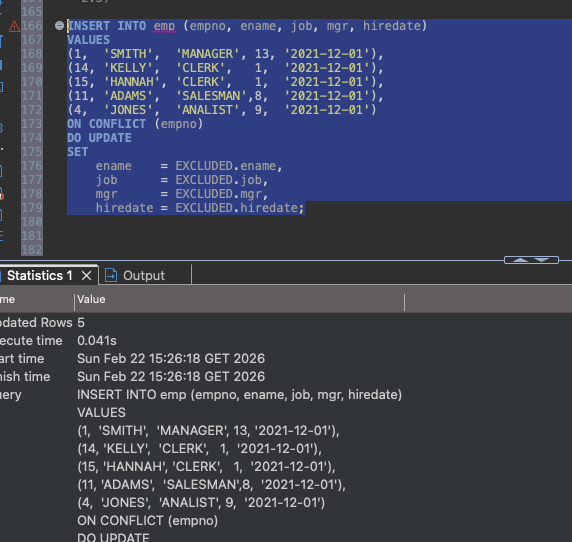 165
166 INSERT INTO emp (empno, ename, job, mgr, hiredate)
167 VALUES
168 (1,  'SMITH',  'MANAGER', 13, '2021-12-01'),
169 (14, 'KELLY',  'CLERK',   1,  '2021-12-01'),
170 (15, 'HANNAH', 'CLERK',   1,  '2021-12-01'),
171 (11, 'ADAMS',  'SALESMAN',8,  '2021-12-01'),
172 (4,  'JONES',  'ANALIST', 9,  '2021-12-01')
173 ON CONFLICT (empno)
174 DO UPDATE
175 SET
176     ename    = EXCLUDED.ename,
177     job      = EXCLUDED.job,
178     mgr      = EXCLUDED.mgr,
179     hiredate = EXCLUDED.hiredate;
180
181
182
Statistics 1 Output
me Value
pdated Rows 5
ecute time 0.041s
art time Sun Feb 22 15:26:18 GET 2026
nish time Sun Feb 22 15:26:18 GET 2026
ery INSERT INTO emp (empno, ename, job, mgr, hiredate)
VALUES
(1, 'SMITH', 'MANAGER', 13, '2021-12-01'),
(14, 'KELLY', 'CLERK', 1, '2021-12-01'),
(15, 'HANNAH', 'CLERK', 1, '2021-12-01'),
(11, 'ADAMS', 'SALESMAN',8, '2021-12-01'),
(4, 'JONES', 'ANALIST', 9, '2021-12-01')
ON CONFLICT (empno)
DO UPDATE